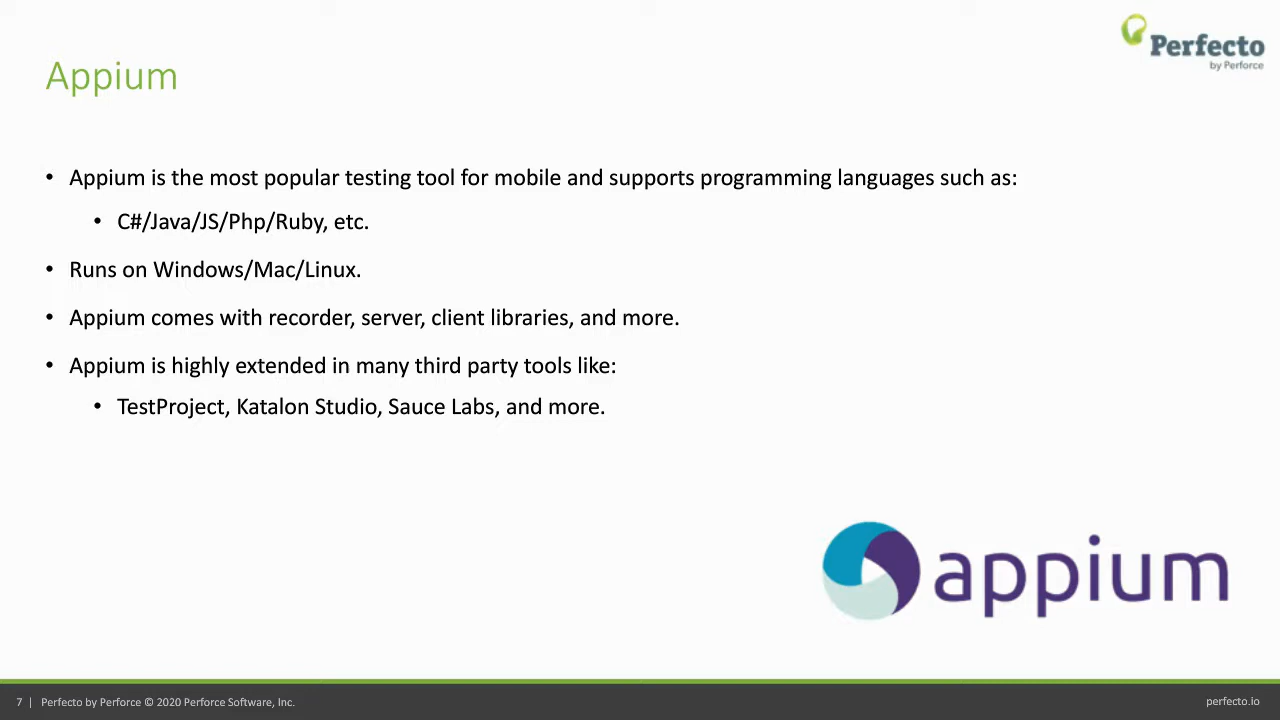 Perfecto
by Perforce
Appium
• Appium is the most popular testing tool for mobile and supports programming languages such as:
• C#/Java/JS/Php/Ruby, etc.
• Runs on Windows/Mac/Linux.
• Appium comes with recorder, server, client libraries, and more.
• Appium is highly extended in many third party tools like:
• TestProject, Katalon Studio, Sauce Labs, and more.
appium
7 | Perfecto by Perforce © 2020 Perforce Software, Inc.
perfecto.io